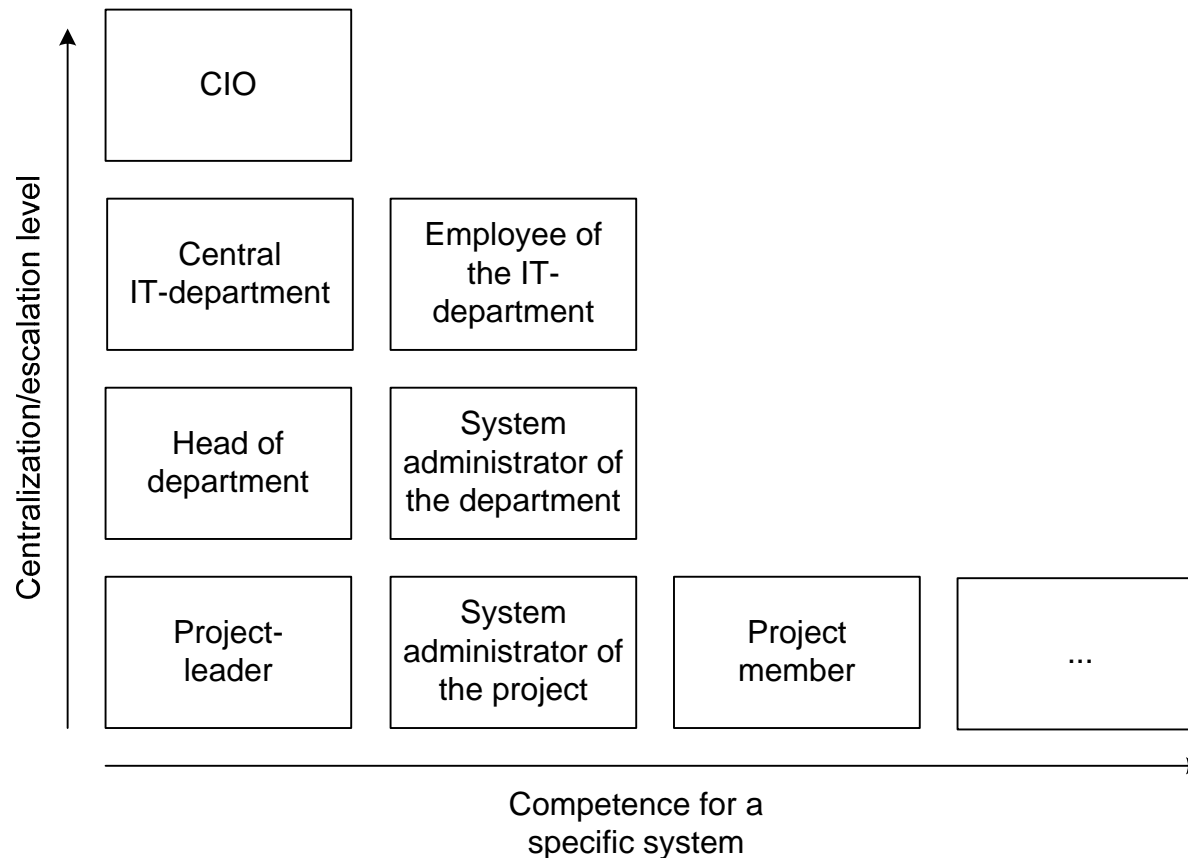 CIO
Centralization/escalation level
Central
IT-department
Employee of
the IT-
department
Head of
department
System
administrator of
the department
Project-
leader
System
administrator of
the project
Project
member
...
Competence for a
specific system